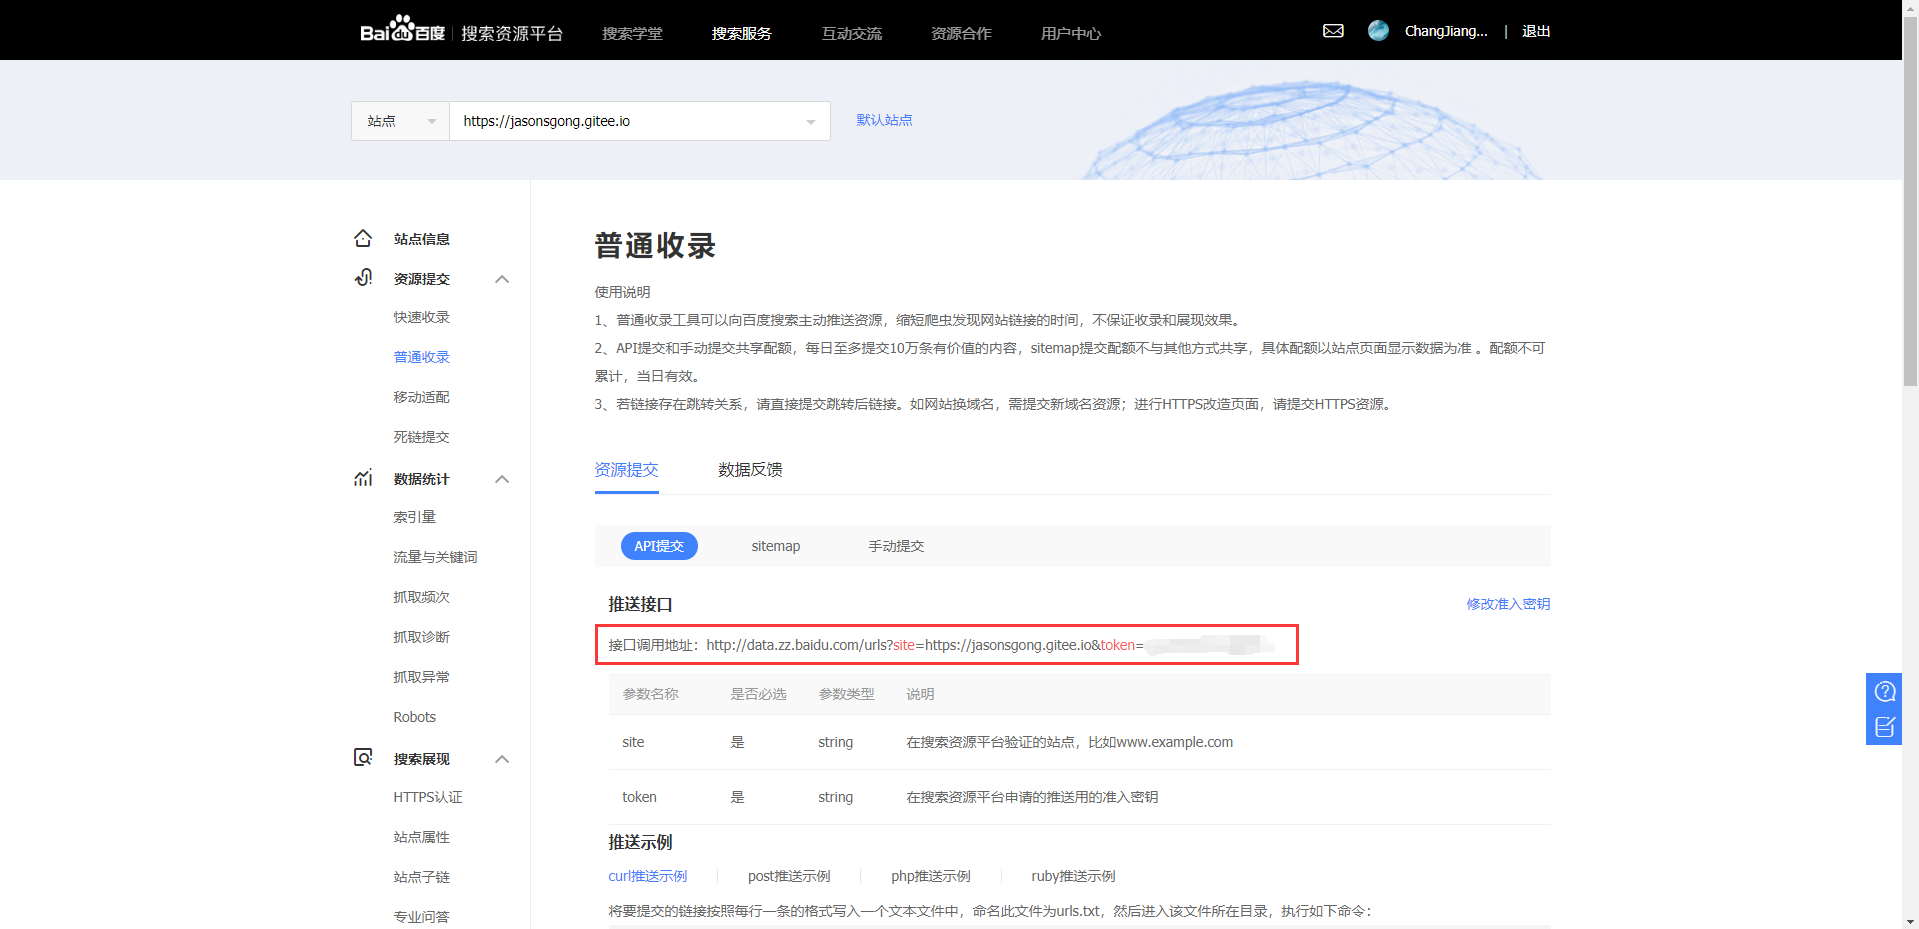 Baidu百度 搜索资源平台 搜索学堂 搜索服务 互动交流 资源合作 用户中心 ChangJiang... | 退出
站点 https://jasonsgong.gitee.io 默认站点
站点信息
资源提交
快速收录
普通收录
移动适配
死链提交
数据统计
索引量
流量与关键词
抓取频次
抓取诊断
抓取异常
Robots
搜索展现
HTTPS认证
站点属性
站点子链
专业问答
普通收录
使用说明
1、普通收录工具可以向百度搜索主动推送资源，缩短爬虫发现网站链接的时间，不保证收录和展现效果。
2、API提交和手动提交共享配额，每日至多提交10万条有价值的内容，sitemap提交配额不与其他方式共享，具体配额以站点页面显示数据为准 。配额不可
累计，当日有效。
3、若链接存在跳转关系，请直接提交跳转后链接。如网站换域名，需提交新域名资源；进行HTTPS改造页面，请提交HTTPS资源。
资源提交 数据反馈
API提交 sitemap 手动提交
推送接口 修改准入密钥
接口调用地址：http://data.zz.baidu.com/urls?site=https://jasonsgong.gitee.io&token=
参数名称 是否必选 参数类型 说明
site 是 string 在搜索资源平台验证的站点，比如www.example.com
token 是 string 在搜索资源平台申请的推送用的准入密钥
推送示例
curl推送示例 post推送示例 php推送示例 ruby推送示例
将要提交的链接按照每行一条的格式写入一个文本文件中，命名此文件为urls.txt，然后进入该文件所在目录，执行如下命令：